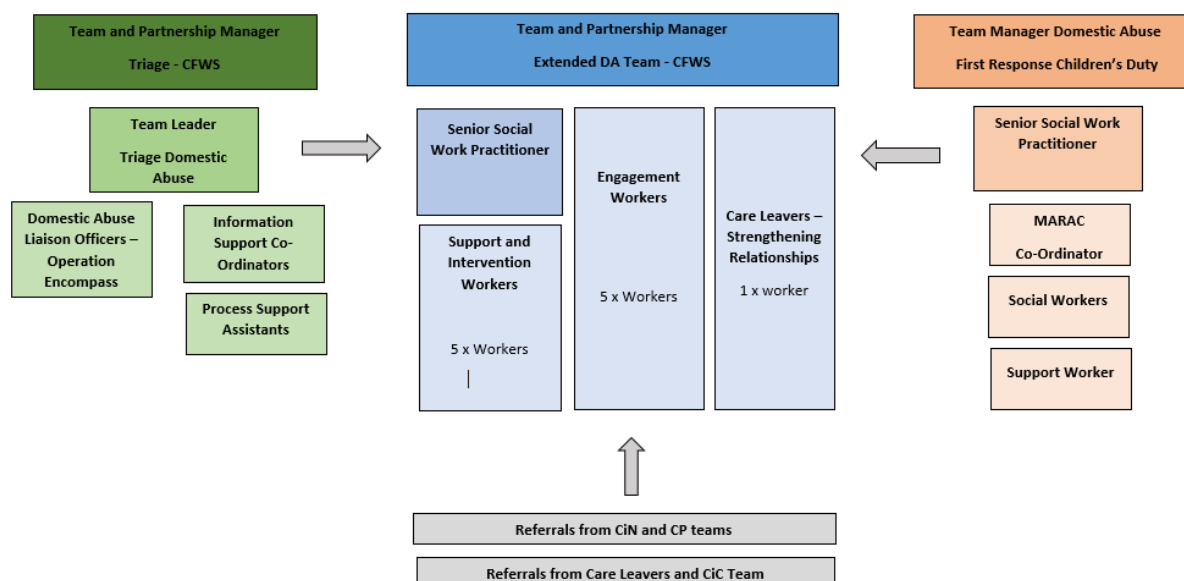 Team and Partnership Manager
Triage - CFWS
Team Leader
Triage Domestic
Abuse
Domestic Abuse
Liaison Officers –
Operation
Encompass
Information
Support Co-
Ordinators
Process Support
Assistants
Team and Partnership Manager
Extended DA Team - CFWS
Senior Social
Work Practitioner
Support and
Intervention
Workers
5 x Workers
Engagement
Workers
5 x Workers
Care Leavers –
Strengthening
Relationships
1 x worker
Team Manager Domestic Abuse
First Response Children’s Duty
Senior Social Work
Practitioner
MARAC
Co-Ordinator
Social Workers
Support Worker
Referrals from CiN and CP teams
Referrals from Care Leavers and CiC Team